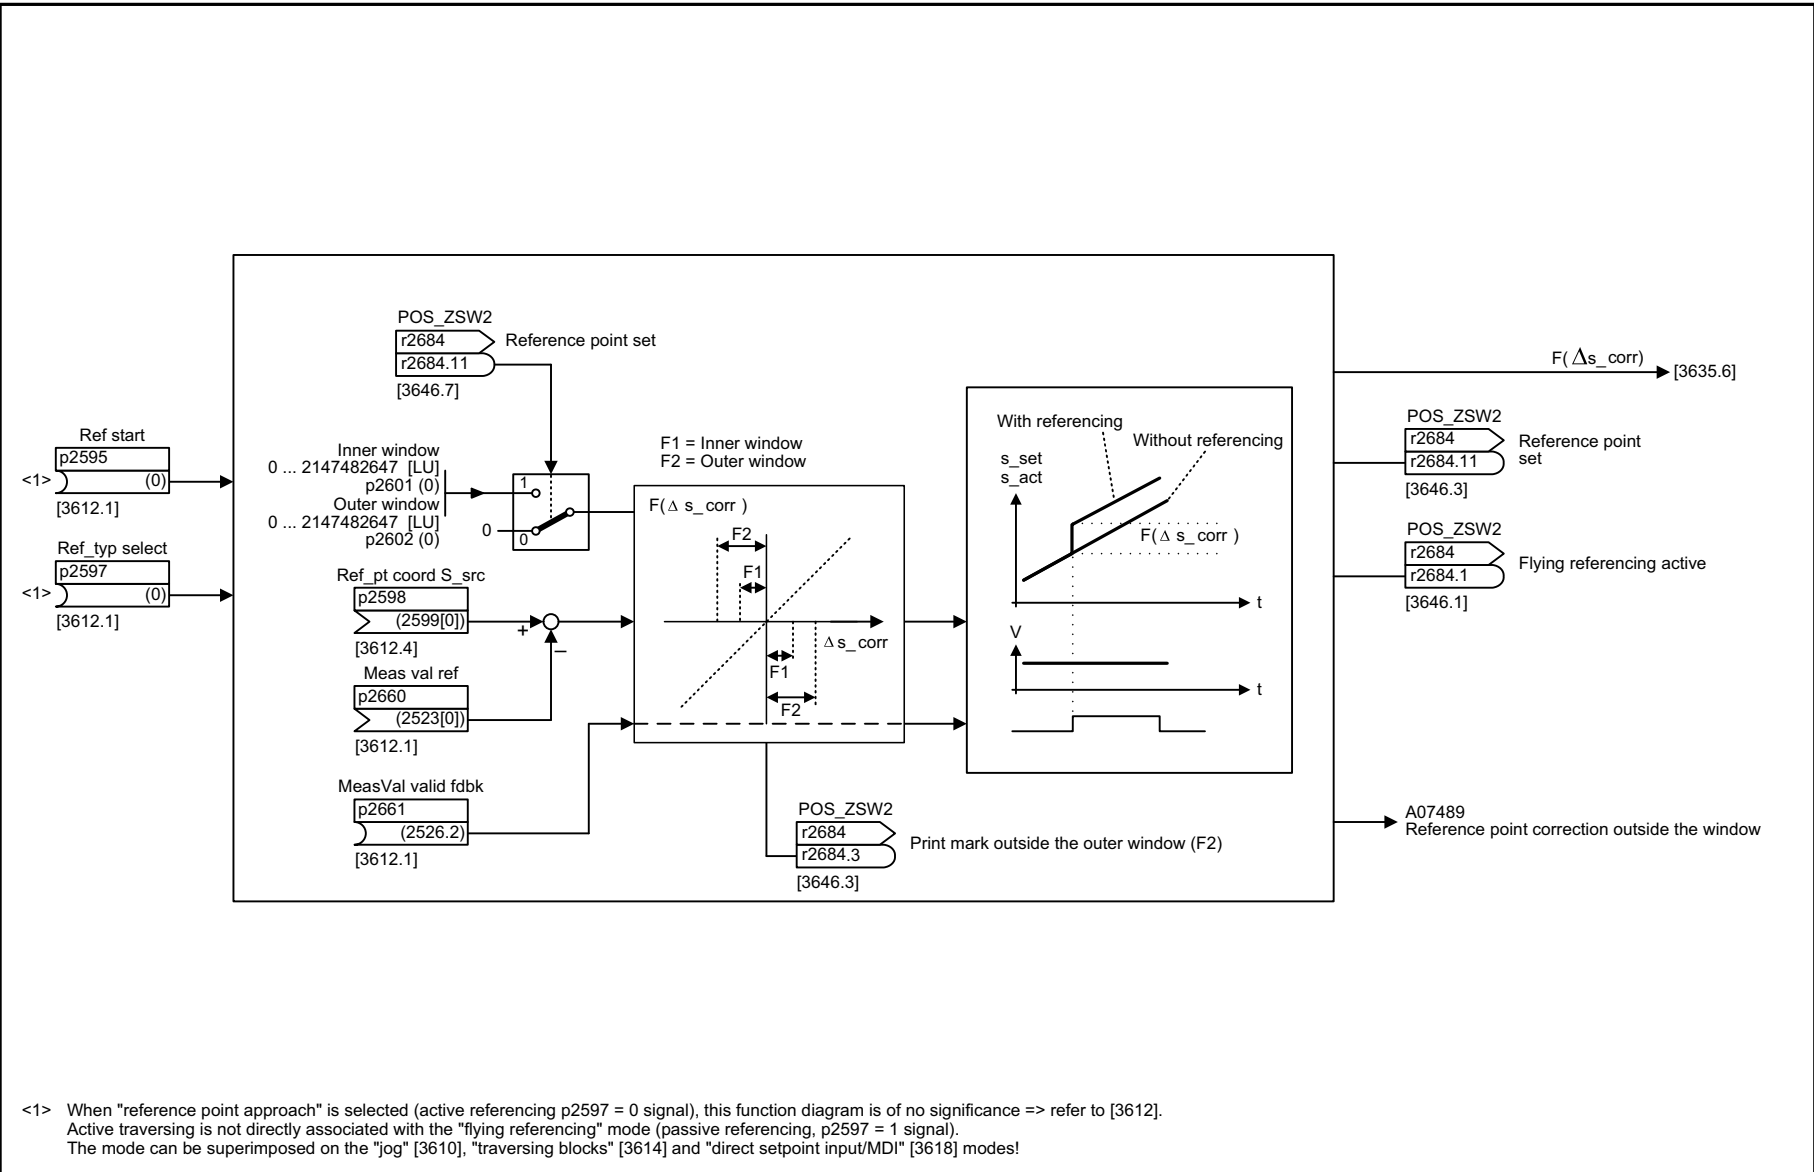 POS_ZSW2
r2684
Reference point set
r2684.11
[3646.7]
Ref start
p2595
<1>
(0)
[3612.1]
Ref_typ select
p2597
<1>
(0)
[3612.1]
Inner window
0 ... 2147482647 [LU]
p2601 (0)
Outer window
0 ... 2147482647 [LU]
p2602 (0)
1
0
0
Ref_pt coord S_src
p2598
(2599[0])
[3612.4]
+
–
Meas val ref
p2660
(2523[0])
[3612.1]
MeasVal valid fdbk
p2661
(2526.2)
[3612.1]
F1 = Inner window
F2 = Outer window
F(Δ s_corr )
F2
F1
Δ s_corr
F1
F2
POS_ZSW2
r2684
r2684.3
Print mark outside the outer window (F2)
[3646.3]
With referencing
Without referencing
s_set
s_act
F(Δ s_corr )
t
V
t
F( Δs_corr)
[3635.6]
POS_ZSW2
r2684
r2684.11
Reference point
set
[3646.3]
POS_ZSW2
r2684
r2684.1
Flying referencing active
[3646.1]
A07489
Reference point correction outside the window
<1> When "reference point approach" is selected (active referencing p2597 = 0 signal), this function diagram is of no significance => refer to [3612].
Active traversing is not directly associated with the "flying referencing" mode (passive referencing, p2597 = 1 signal).
The mode can be superimposed on the "jog" [3610], "traversing blocks" [3614] and "direct setpoint input/MDI" [3618] modes!